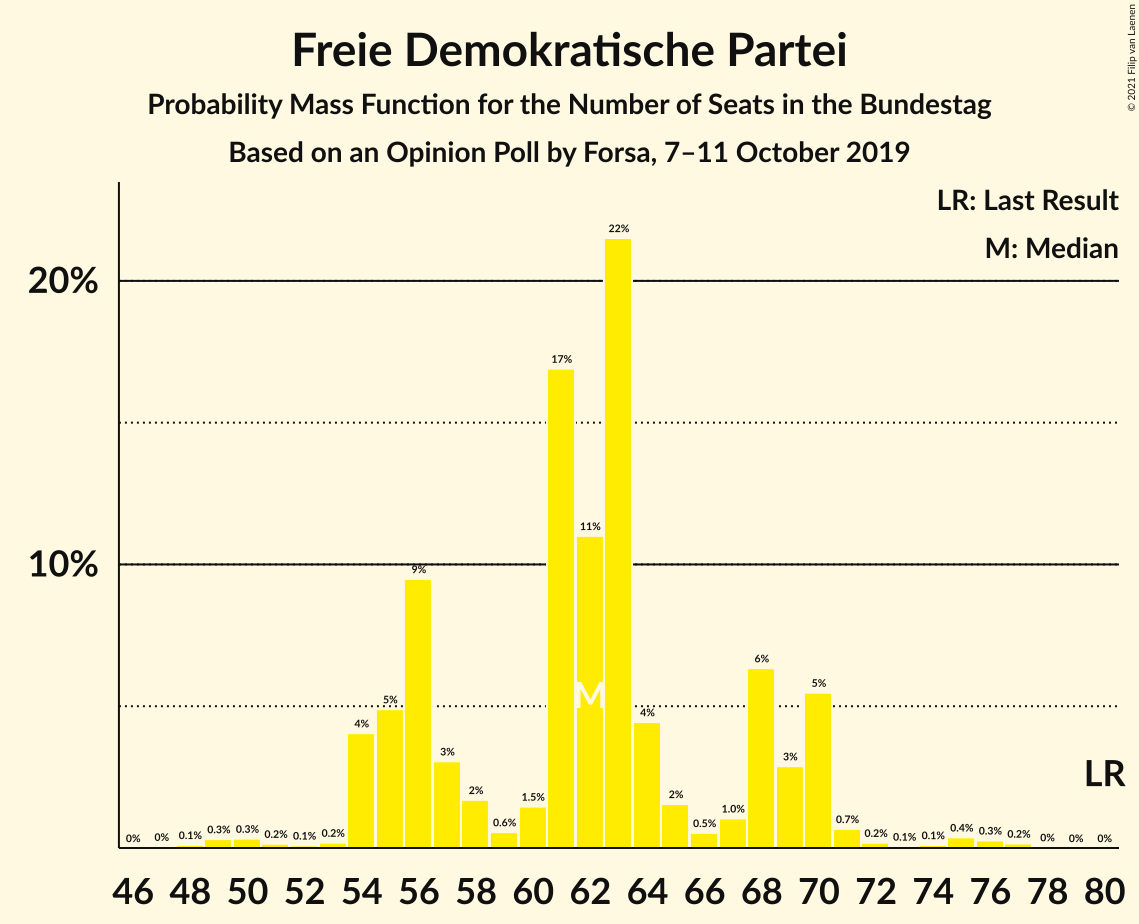 Freie Demokratische Partei
Probability Mass Function for the Number of Seats in the Bundestag
Based on an Opinion Poll by Forsa, 7–11 October 2019
© 2021 Filip van Laenen
LR: Last Result
M: Median
20%
10%
0% 0% 0.1% 0.3% 0.3% 0.2% 0.1% 0.2% 4% 5% 9% 3% 2% 0.6% 1.5% 17% 11% 22% 4% 2% 0.5% 1.0% 6% 3% 5% 0.7% 0.2% 0.1% 0.1% 0.4% 0.3% 0.2% 0% 0% 0%
M
LR
46 48 50 52 54 56 58 60 62 64 66 68 70 72 74 76 78 80